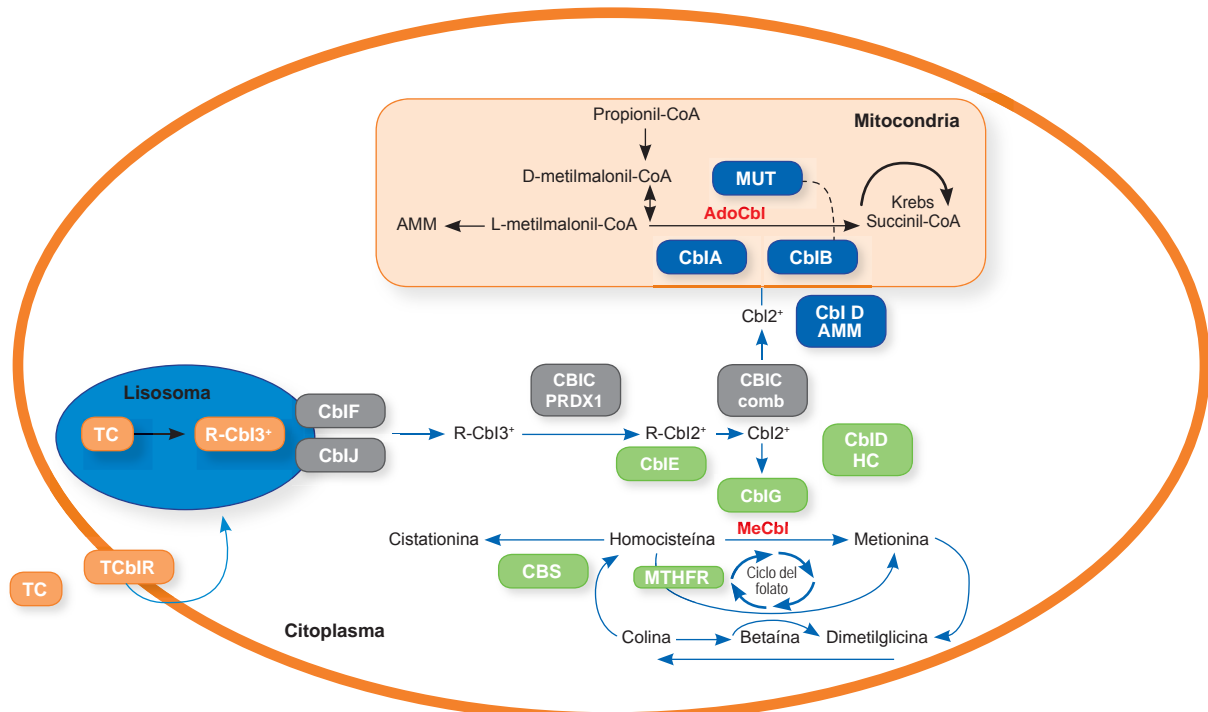 Propionil-CoA
Mitocondria
D-metilmalonil-CoA
MUT
Krebs
AdoCbl
AMM
L-metilmalonil-CoA
Succinil-CoA
CblA
CblB
Cbl2+
Cbl D
AMM
Lisosoma
CBIC
PRDX1
CBIC
comb
CblF
TC
R-Cbl3+
R-Cbl3+
R-Cbl2+
Cbl2+
CblD
HC
CblJ
CblE
CblG
MeCbl
Cistationina
Homocisteína
Metionina
TCblR
CBS
MTHFR
Ciclo del
folato
TC
Citoplasma
Colina
Betaína
Dimetilglicina